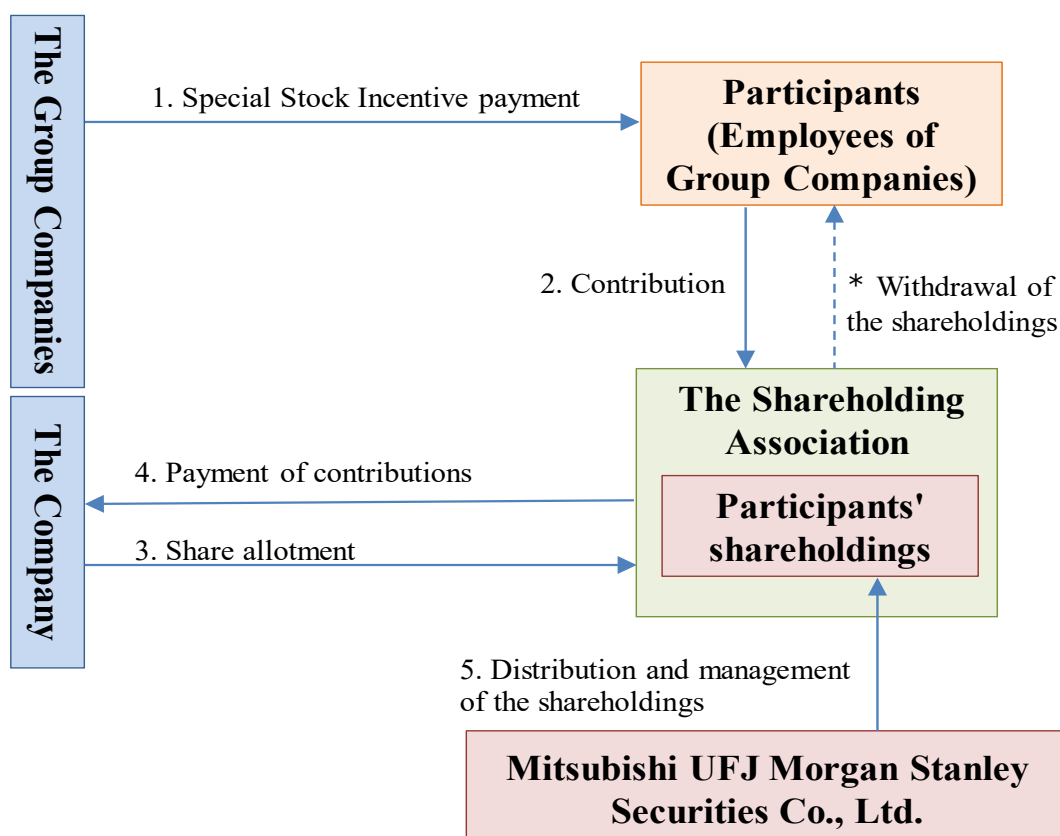 The Group Companies
1. Special Stock Incentive payment
Participants
(Employees of
Group Companies)
2. Contribution
* Withdrawal of
the shareholdings
The Company
The Shareholding
Association
4. Payment of contributions
Participants'
shareholdings
3. Share allotment
5. Distribution and management
of the shareholdings
Mitsubishi UFJ Morgan Stanley
Securities Co., Ltd.